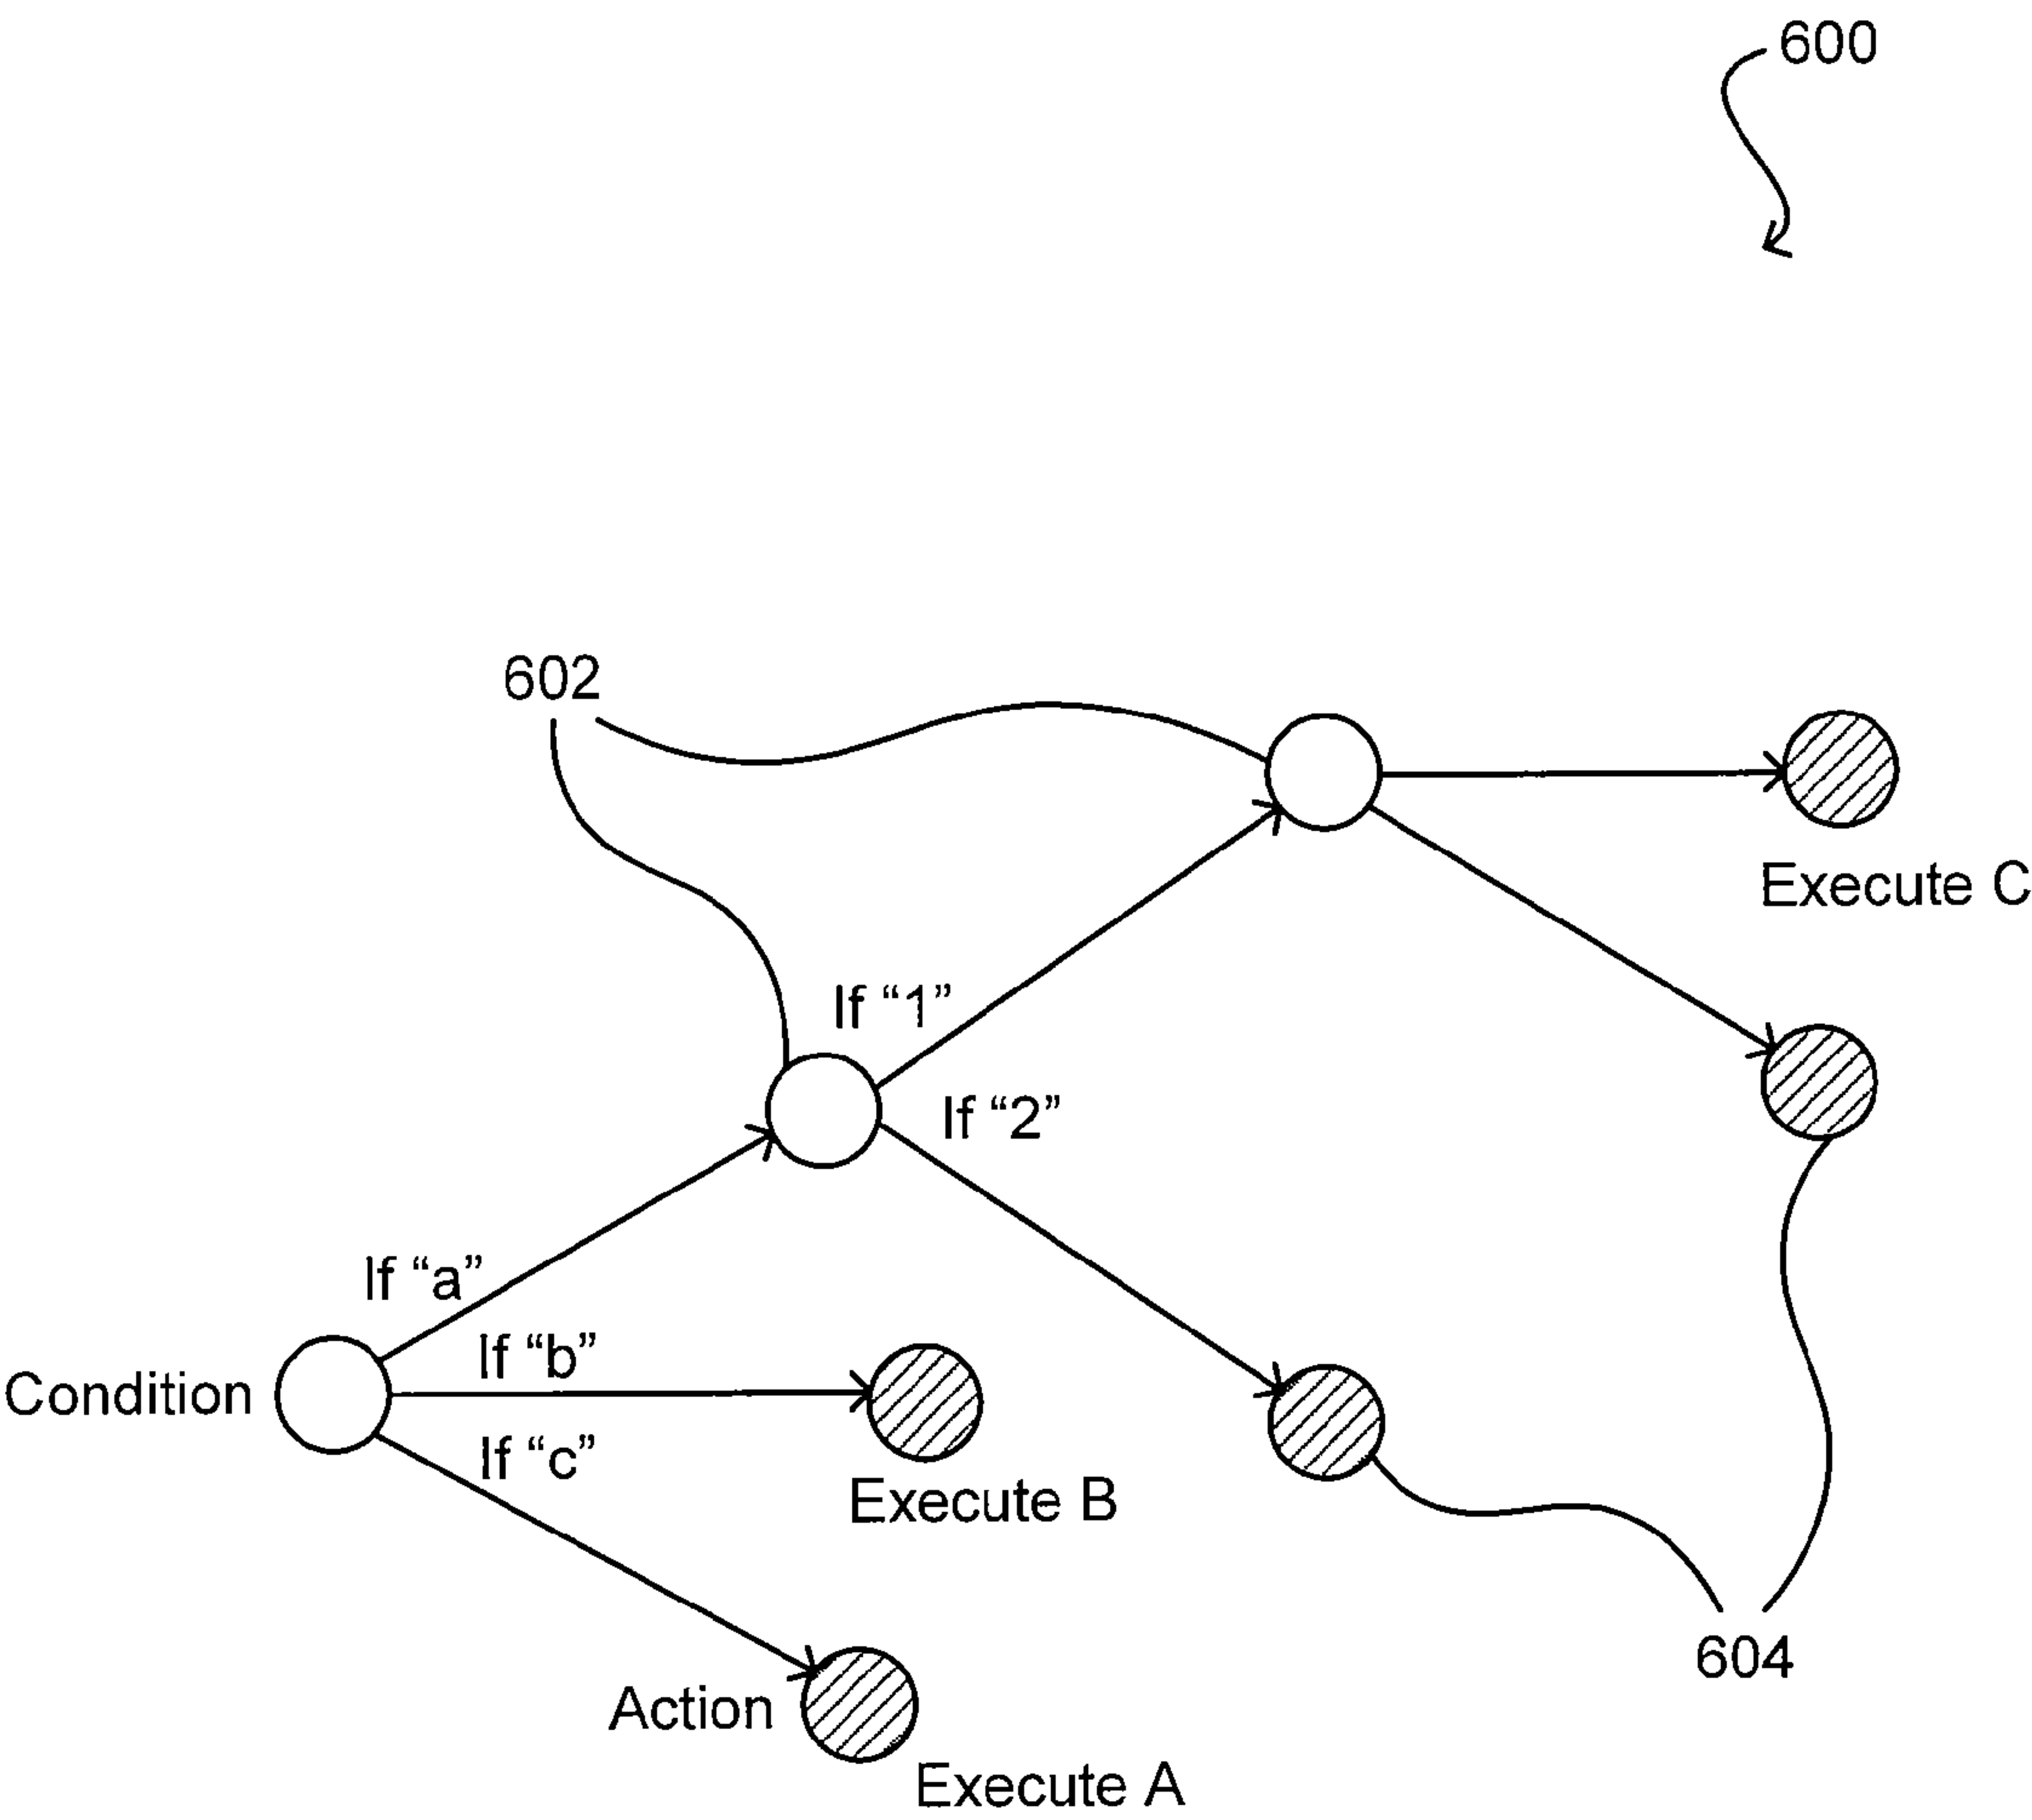 600
602
Execute C
If “1”
If “2”
If “a”
If “b”
Condition
If “c”
Execute B
604
Action
Execute A